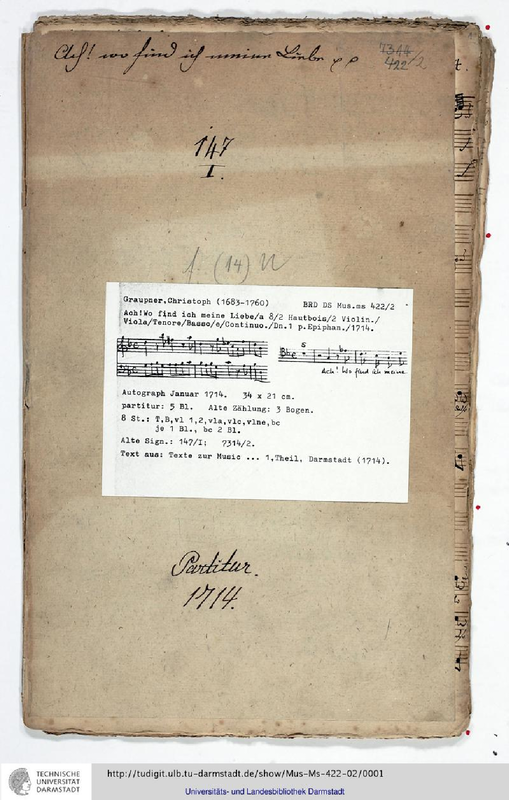 Ach! wo find ich meine Liebe
7314
422/2
147
I.
f. (14) u
Graupner,Christoph (1683-1760) BRD DS Mus.ms 422/2
Ach!Wo find ich meine Liebe/a 8/2 Hautbois/2 Violin./
Viola/Tenore/Basso/e/Continuo./Dn.1 p.Epiphan./1714.
Ach! Wo find ich meine
Autograph Januar 1714. 34 x 21 cm.
partitur: 5 Bl. Alte Zählung: 3 Bogen.
8 St.: T,B,vl 1,2,vla,vlc,vlne,bc
je 1 Bl., bc 2 Bl.
Alte Sign.: 147/I; 7314/2.
Text aus: Texte zur Music ... 1,Theil, Darmstadt (1714).
Partitur.
1714.
TECHNISCHE
UNIVERSITÄT
DARMSTADT
http://tudigit.ulb.tu-darmstadt.de/show/Mus-Ms-422-02/0001
Universitäts- und Landesbibliothek Darmstadt